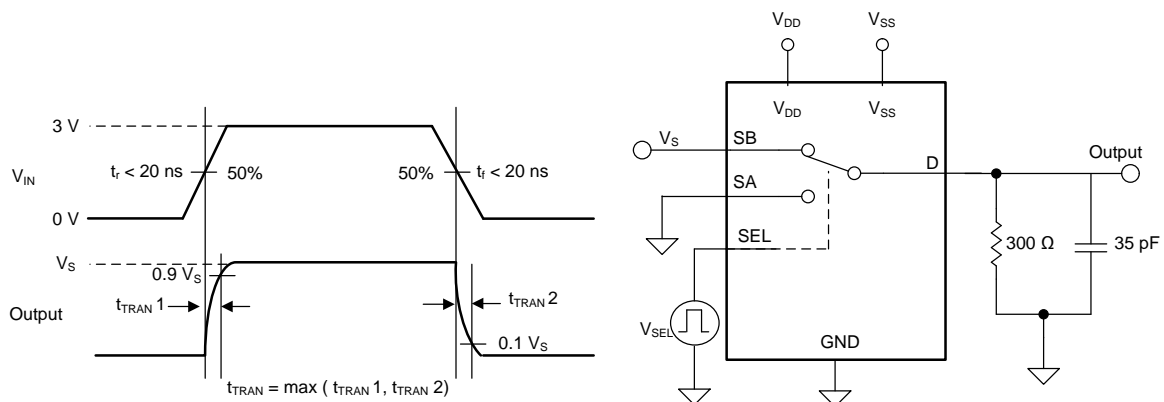 3 V
V_IN
t_r < 20 ns
50%
50%
t_f < 20 ns
0 V
V_S
0.9 V_S
t_TRAN 1
t_TRAN 2
Output
0.1 V_S
t_TRAN = max ( t_TRAN 1, t_TRAN 2)
V_DD
V_SS
V_DD
V_SS
V_S
SB
D
Output
SA
SEL
300 Ω
35 pF
V_SEL
GND